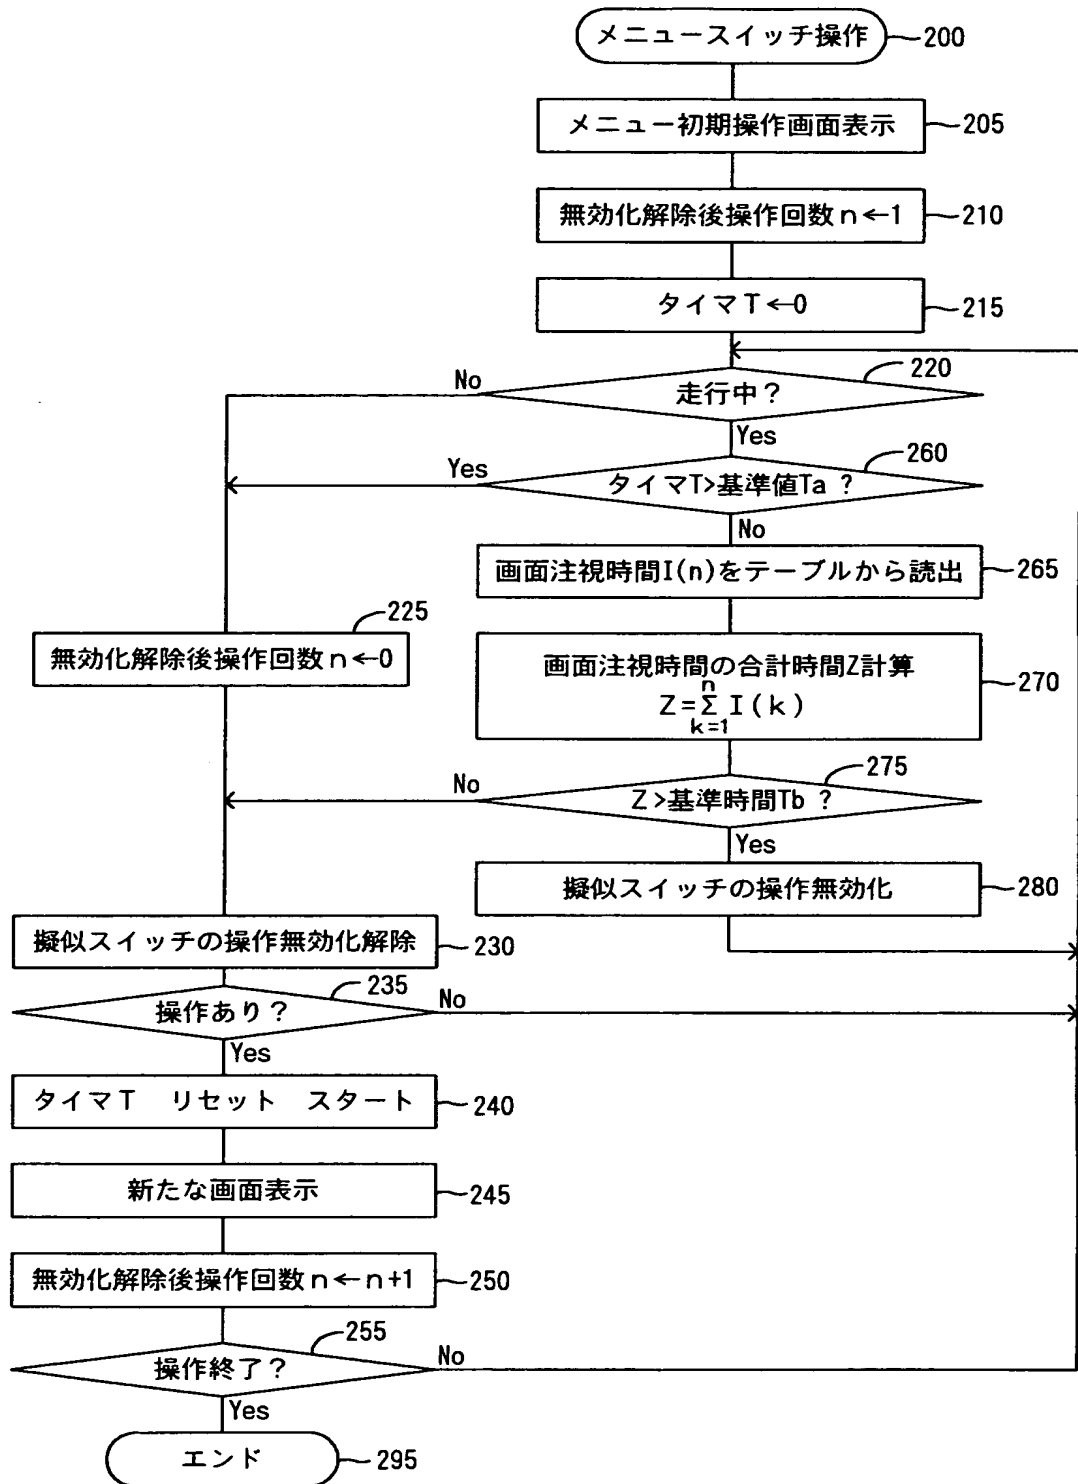 メニュースイッチ操作 200
メニュー初期操作画面表示 205
無効化解除後操作回数n←1 210
タイマT←0 215
220
No
走行中?
Yes
260
Yes
タイマT>基準値Ta ?
No
画面注視時間I(n)をテーブルから読出 265
225
無効化解除後操作回数n←0
画面注視時間の合計時間Z計算
Z=Σ I(k)
n
k=1
270
275
No
Z>基準時間Tb ?
Yes
擬似スイッチの操作無効化 280
擬似スイッチの操作無効化解除 230
235
操作あり?
No
Yes
タイマT リセット スタート 240
新たな画面表示 245
無効化解除後操作回数n←n+1 250
255
操作終了?
No
Yes
エンド 295